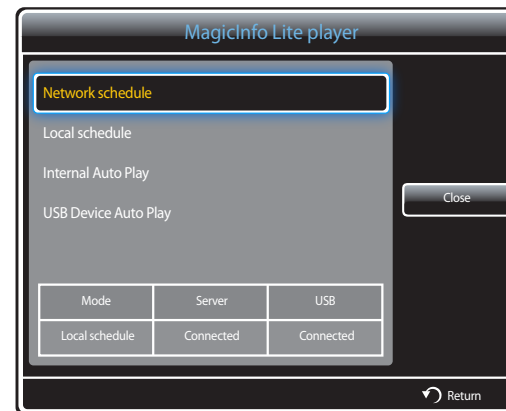 MagicInfo Lite player
Network schedule
Local schedule
Internal Auto Play
USB Device Auto Play
Close
Mode Server USB
Local schedule Connected Connected
Return